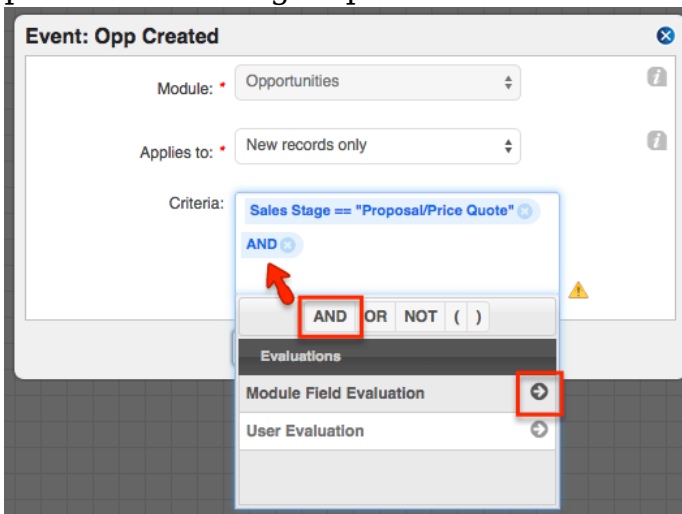 Event: Opp Created
Module: * Opportunities
Applies to: * New records only
Criteria: Sales Stage == "Proposal/Price Quote"
AND
AND OR NOT ( )
Evaluations
Module Field Evaluation
User Evaluation